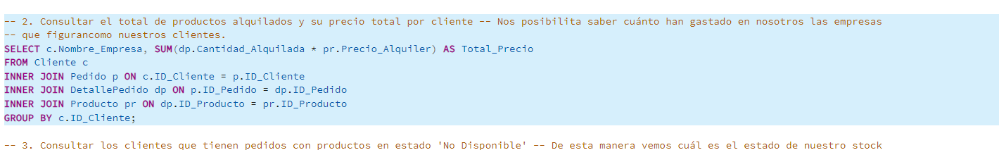 -- 2. Consultar el total de productos alquilados y su precio total por cliente -- Nos posibilita saber cuánto han gastado en nosotros las empresas
-- que figurancomo nuestros clientes.
SELECT c.Nombre_Empresa, SUM(dp.Cantidad_Alquilada * pr.Precio_Alquiler) AS Total_Precio
FROM Cliente c
INNER JOIN Pedido p ON c.ID_Cliente = p.ID_Cliente
INNER JOIN DetallePedido dp ON p.ID_Pedido = dp.ID_Pedido
INNER JOIN Producto pr ON dp.ID_Producto = pr.ID_Producto
GROUP BY c.ID_Cliente;
-- 3. Consultar los clientes que tienen pedidos con productos en estado 'No Disponible' -- De esta manera vemos cuál es el estado de nuestro stock